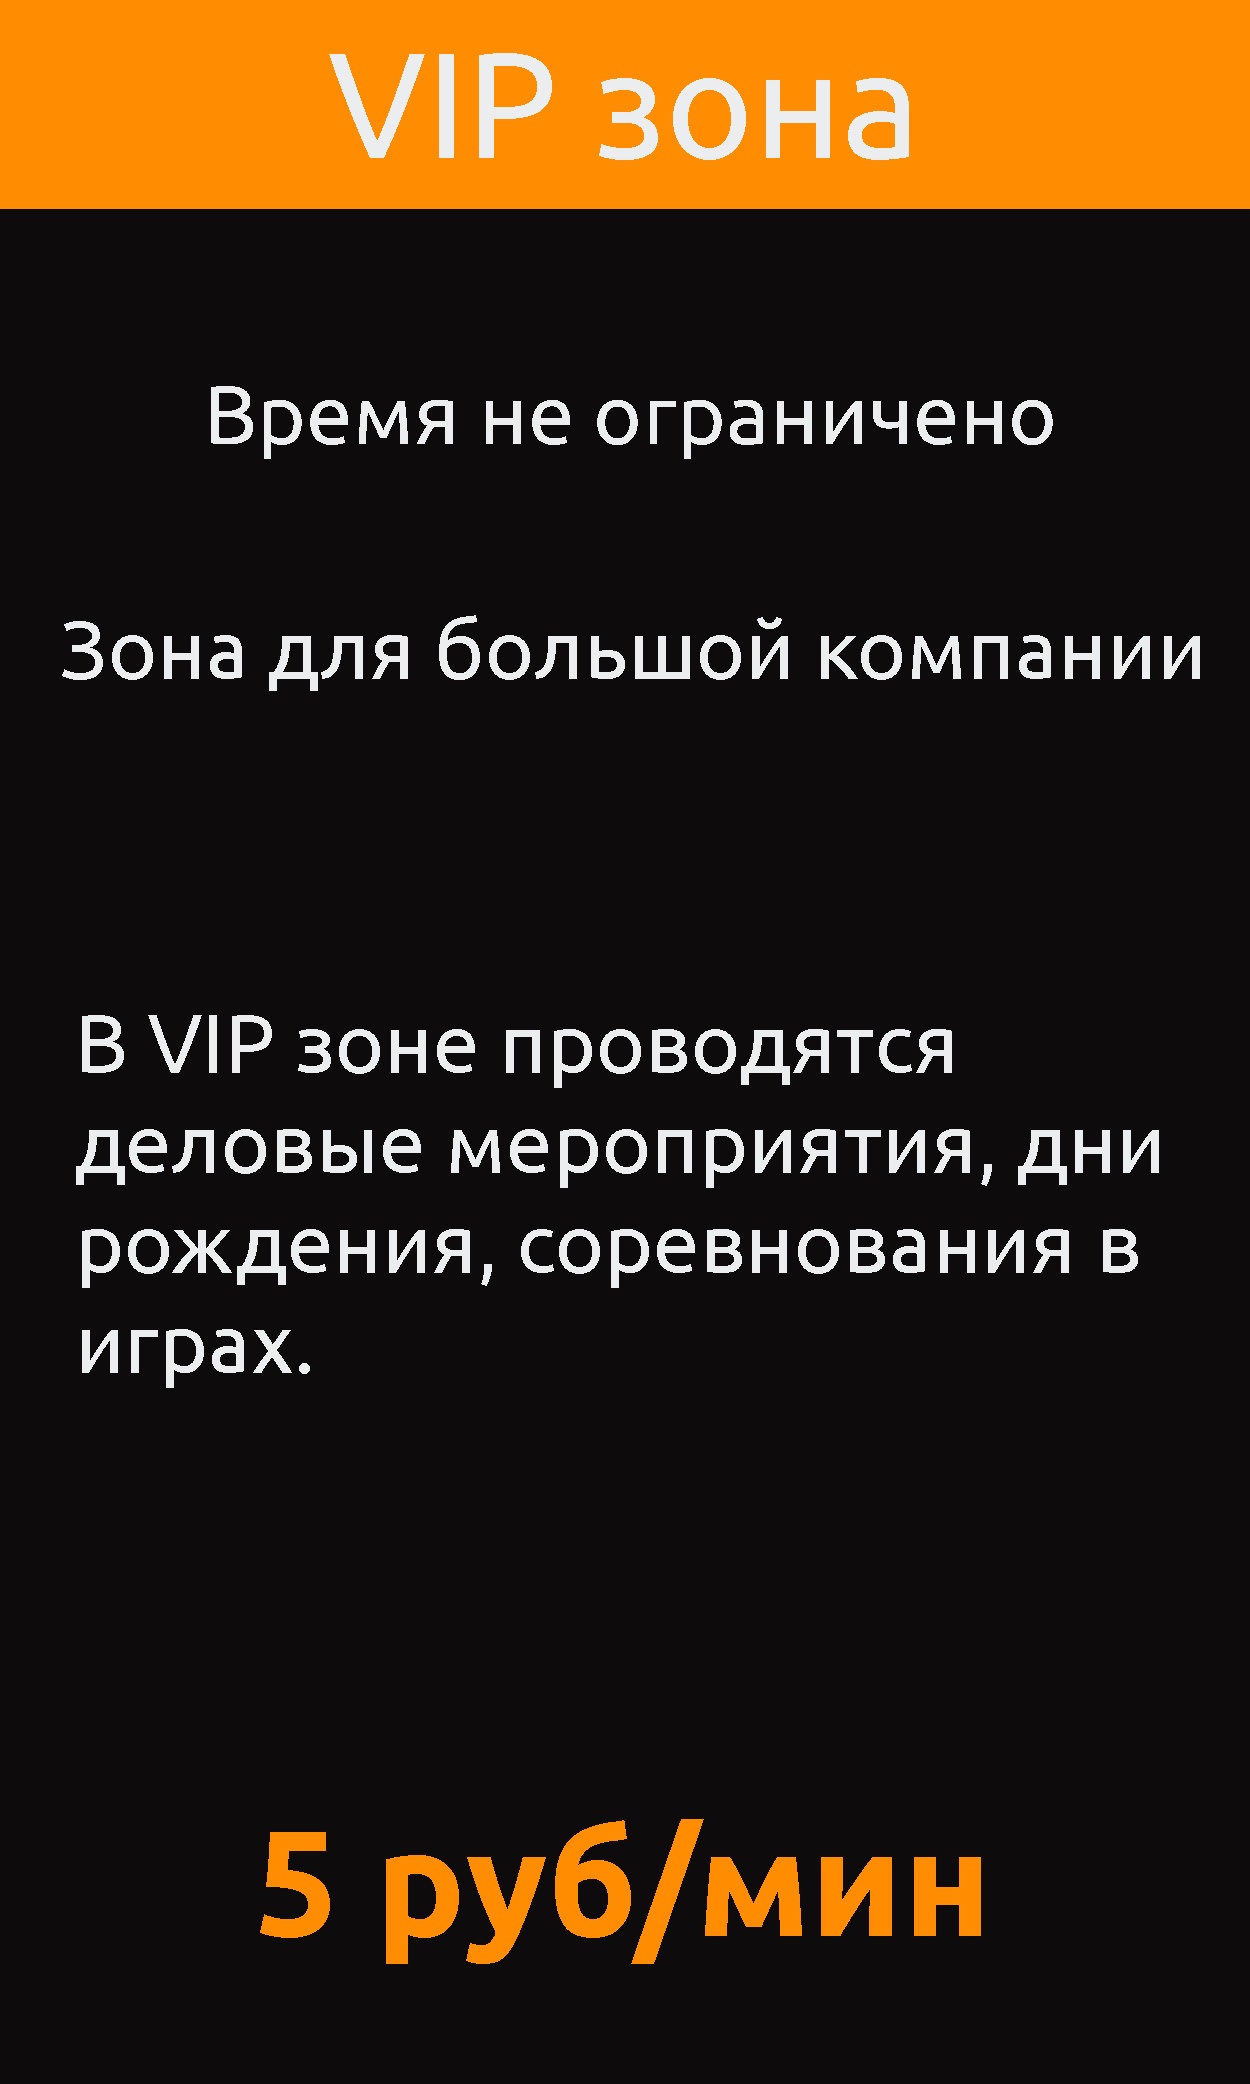 VIP зона
Время не ограничено
Зона для большой компании
В VIP зоне проводятся
деловые мероприятия, дни
рождения, соревнования в
играх.
5 руб/мин